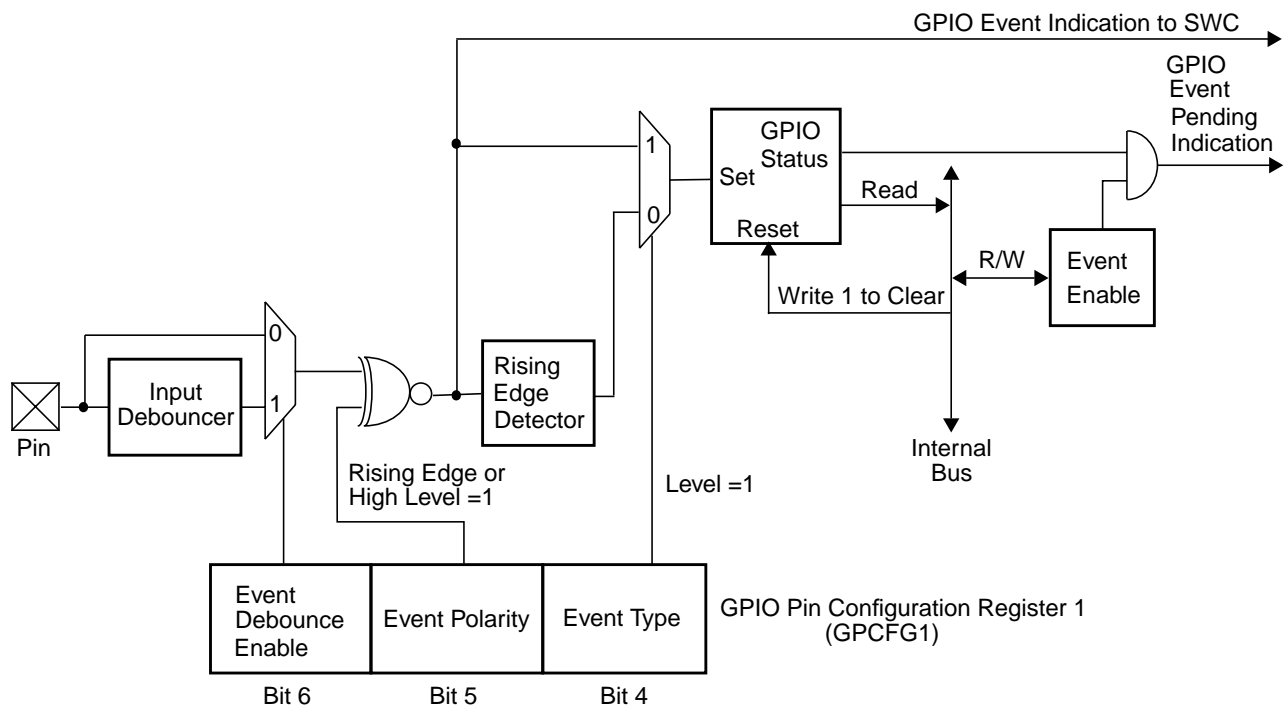 GPIO Event Indication to SWC
GPIO
Event
Pending
Indication
1
GPIO
Status
Set
0
Read
Reset
R/W
Event
Enable
Write 1 to Clear
0
Input
Debouncer
1
Rising
Edge
Detector
Pin
Internal
Bus
Rising Edge or
High Level =1
Level =1
Event
Debounce
Enable
Event Polarity
Event Type
GPIO Pin Configuration Register 1
(GPCFG1)
Bit 6
Bit 5
Bit 4